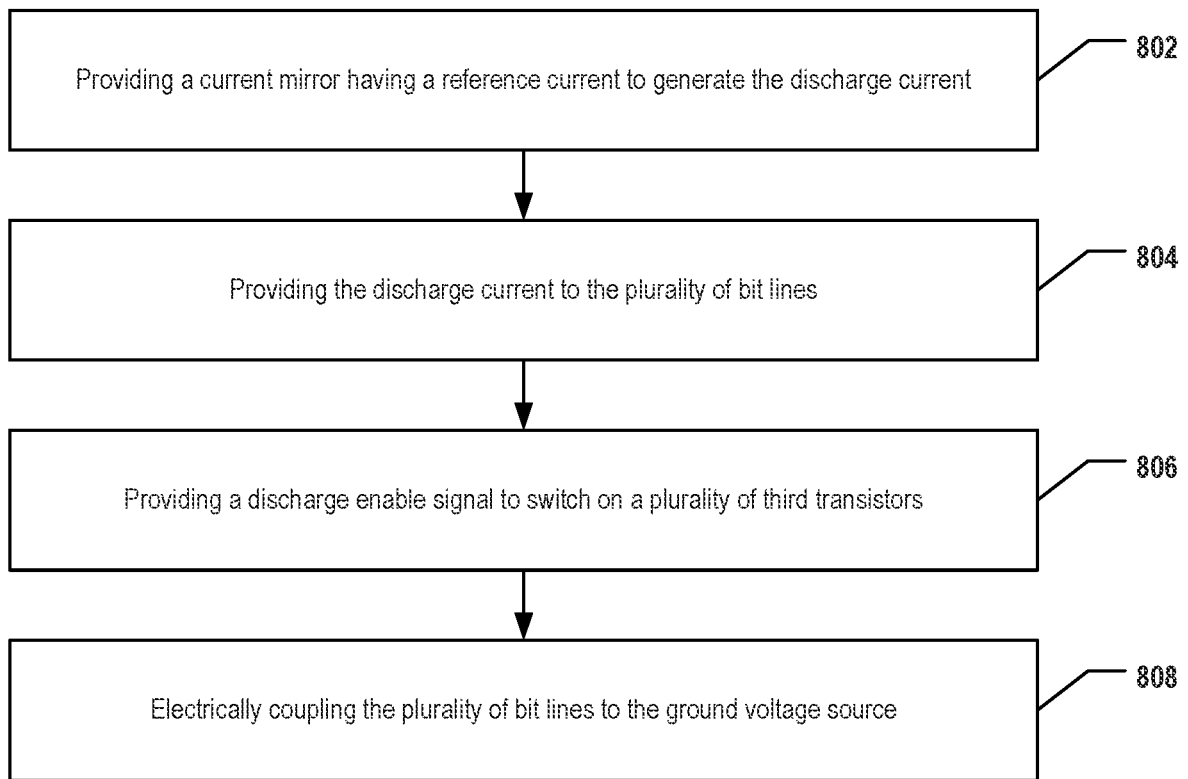 802
Providing a current mirror having a reference current to generate the discharge current
804
Providing the discharge current to the plurality of bit lines
806
Providing a discharge enable signal to switch on a plurality of third transistors
808
Electrically coupling the plurality of bit lines to the ground voltage source